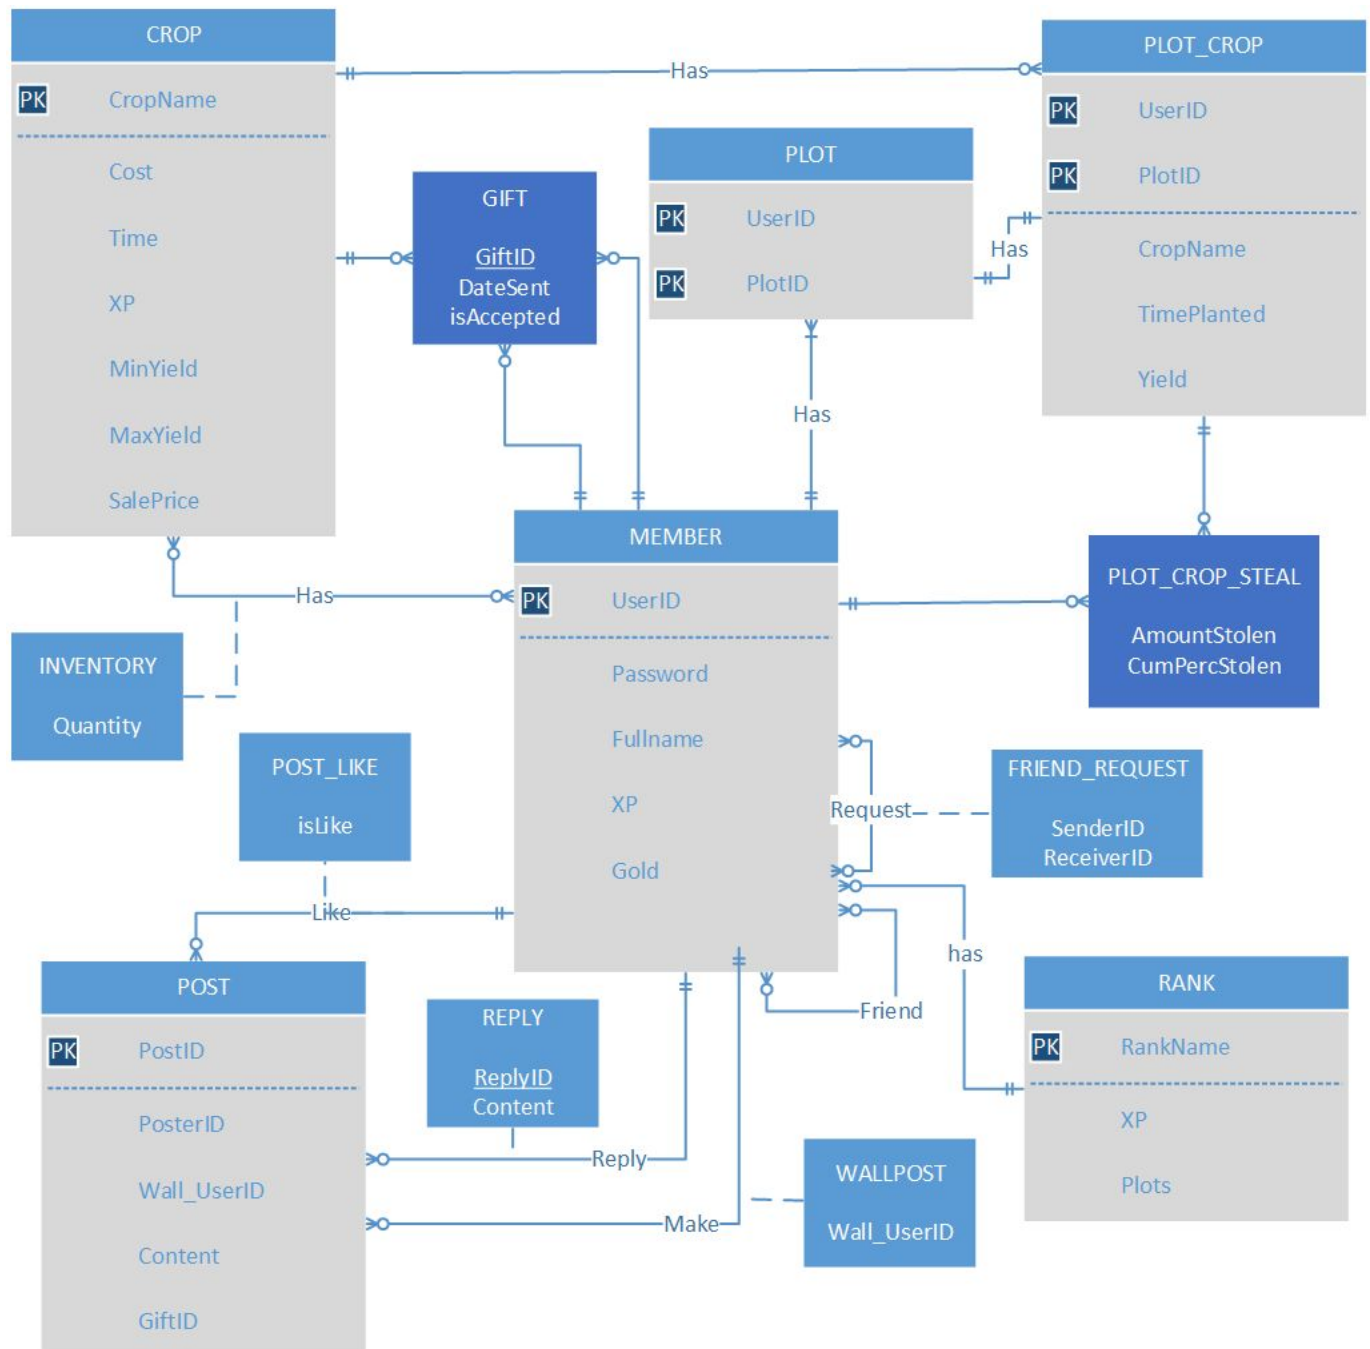 CROP
PK CropName
Cost
Time
XP
MinYield
MaxYield
SalePrice
Has
PLOT_CROP
PK UserID
PK PlotID
CropName
TimePlanted
Yield
PLOT
PK UserID
PK PlotID
Has
GIFT
GiftID
DateSent
isAccepted
Has
MEMBER
PK UserID
Password
Fullname
XP
Gold
Has
PLOT_CROP_STEAL
AmountStolen
CumPercStolen
INVENTORY
Quantity
POST_LIKE
isLike
Request
FRIEND_REQUEST
SenderID
ReceiverID
Like
has
Friend
POST
PK PostID
PosterID
Wall_UserID
Content
GiftID
REPLY
ReplyID
Content
Reply
Make
WALLPOST
Wall_UserID
RANK
PK RankName
XP
Plots